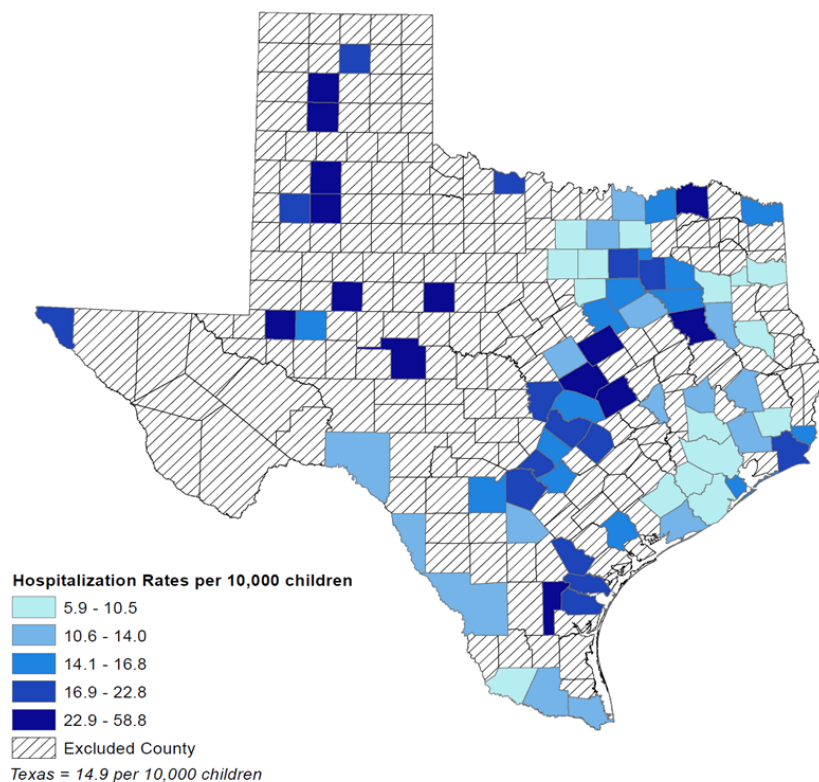 Hospitalization Rates per 10,000 children
5.9 - 10.5
10.6 - 14.0
14.1 - 16.8
16.9 - 22.8
22.9 - 58.8
Excluded County
Texas = 14.9 per 10,000 children